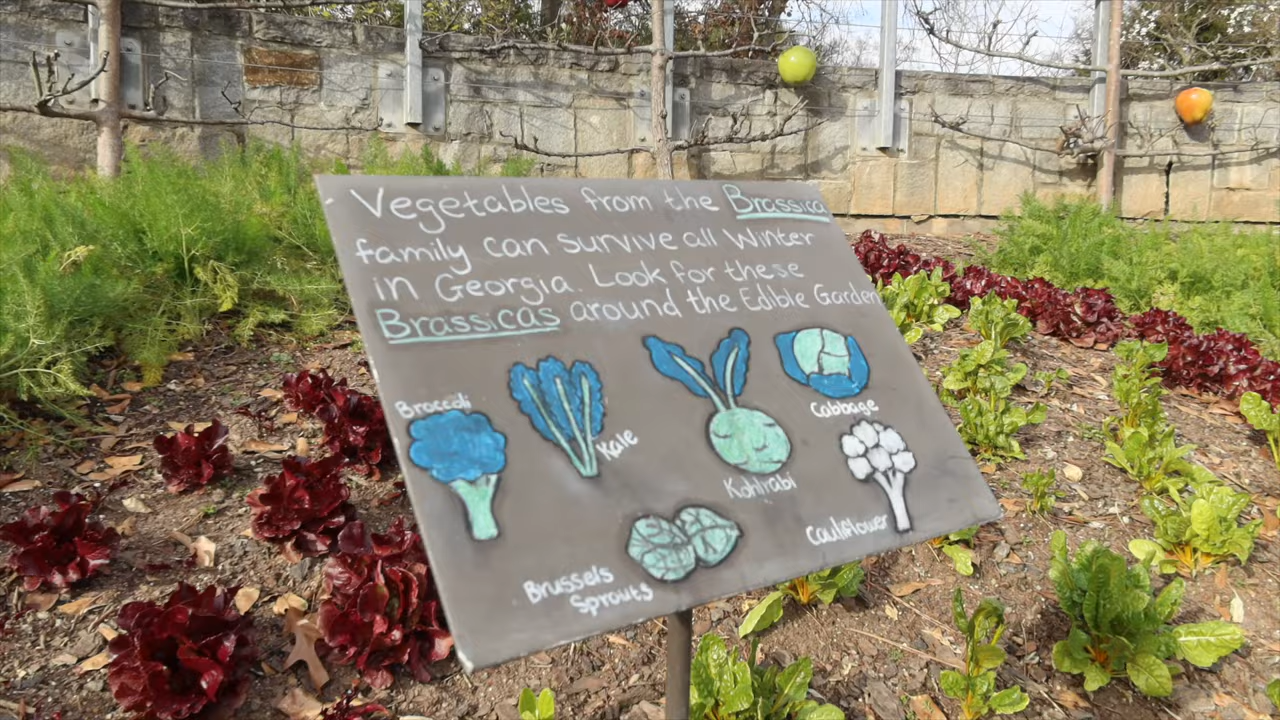 Vegetables from the Brassica
family can survive all Winter
in Georgia. Look for these
Brassicas around the Edible Garden
Broccoli
Kale
Kohlrabi
Cabbage
Cauliflower
Brussels
Sprouts